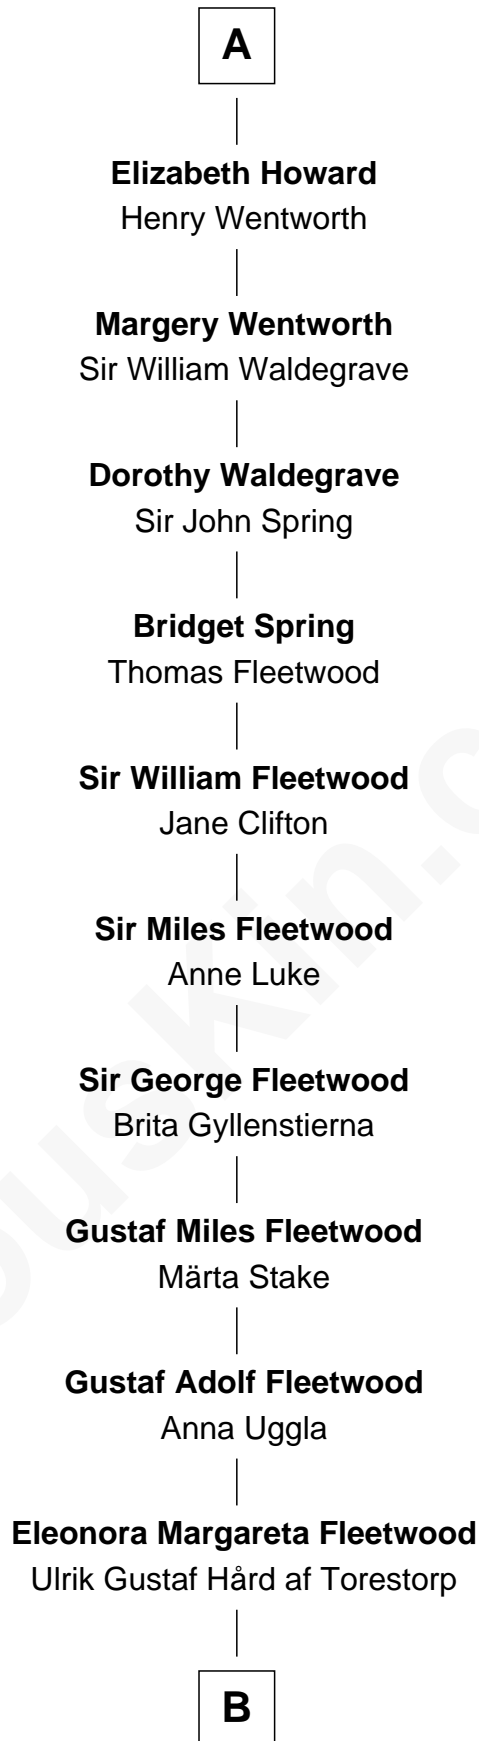 A
Elizabeth Howard
Henry Wentworth
Margery Wentworth
Sir William Waldegrave
Dorothy Waldegrave
Sir John Spring
Bridget Spring
Thomas Fleetwood
Sir William Fleetwood
Jane Clifton
Sir Miles Fleetwood
Anne Luke
Sir George Fleetwood
Brita Gyllenstierna
Gustaf Miles Fleetwood
Märta Stake
Gustaf Adolf Fleetwood
Anna Uggla
Eleonora Margareta Fleetwood
Ulrik Gustaf Hård af Torestorp
B